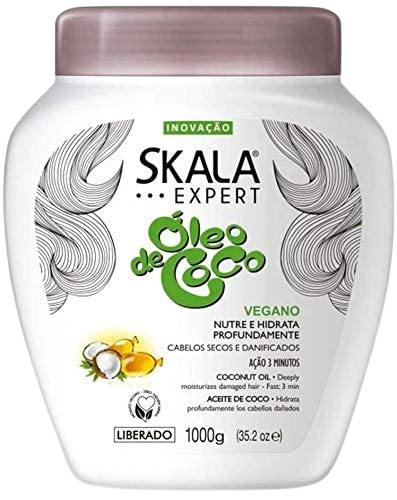 INOVAÇÃO
SKALA®
... EXPERT
Óleo
de Coco
VEGANO
NUTRE E HIDRATA
PROFUNDAMENTE
CABELOS SECOS E DANIFICADOS
AÇÃO 3 MINUTOS
COCONUT OIL • Deeply
moisturizes damaged hair - Fast: 3 min
ACEITE DE COCO • Hidrata
profundamente los cabellos dañados
LIBERADO
1000g (35.2 oz e)